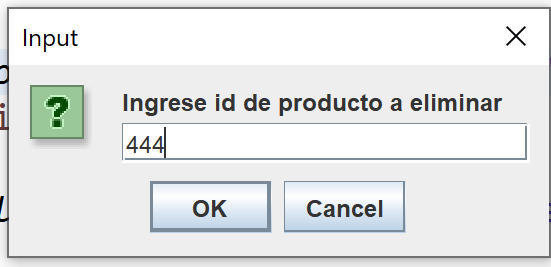 Input
?
Ingrese id de producto a eliminar
444
OK
Cancel